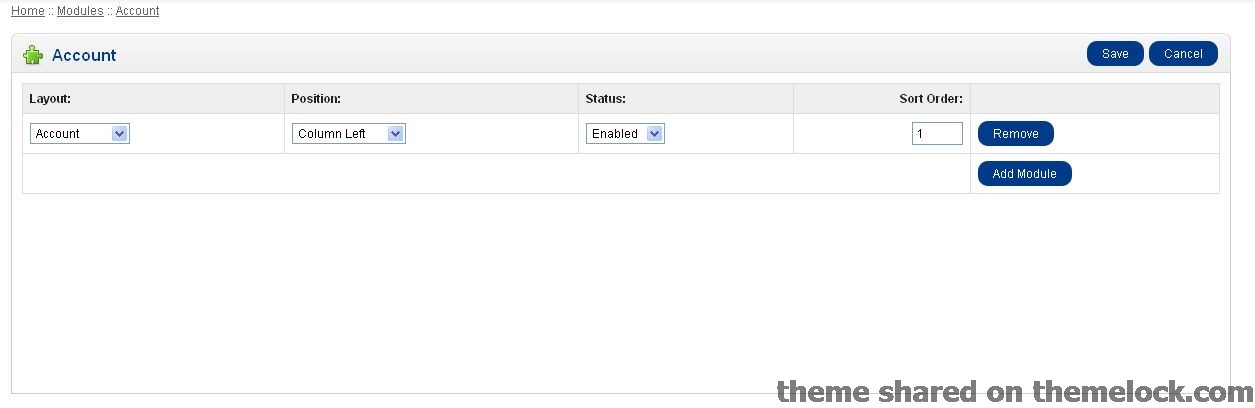 Home :: Modules :: Account
Account Save Cancel
Layout: Position: Status: Sort Order:
Account Column Left Enabled 1 Remove
Add Module
theme shared on themelock.com